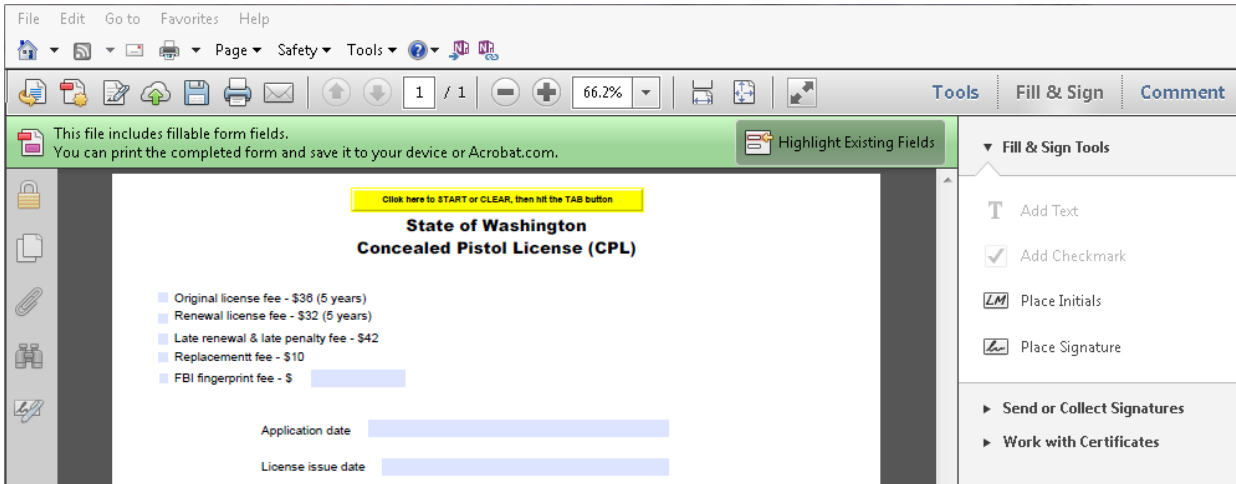 File Edit Go to Favorites Help
Page Safety Tools
1 / 1 66.2% Tools Fill & Sign Comment
This file includes fillable form fields.
You can print the completed form and save it to your device or Acrobat.com.
Highlight Existing Fields
Click here to START or CLEAR, then hit the TAB button
State of Washington
Concealed Pistol License (CPL)
Original license fee - $36 (5 years)
Renewal license fee - $32 (5 years)
Late renewal & late penalty fee - $42
Replacementt fee - $10
FBI fingerprint fee - $
Application date
License issue date
Fill & Sign Tools
T Add Text
Add Checkmark
LM Place Initials
Place Signature
Send or Collect Signatures
Work with Certificates